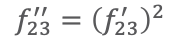 f''₂₃ = (f'₂₃)²